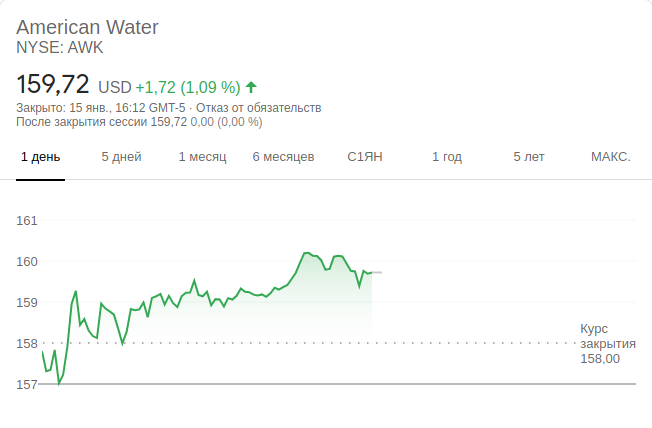 American Water
NYSE: AWK
159,72 USD +1,72 (1,09 %)
Закрыто: 15 янв., 16:12 GMT-5 · Отказ от обязательств
После закрытия сессии 159,72 0,00 (0,00 %)
1 день 5 дней 1 месяц 6 месяцев С1ЯН 1 год 5 лет МАКС.
161
160
159
158
157
Курс
закрытия
158,00